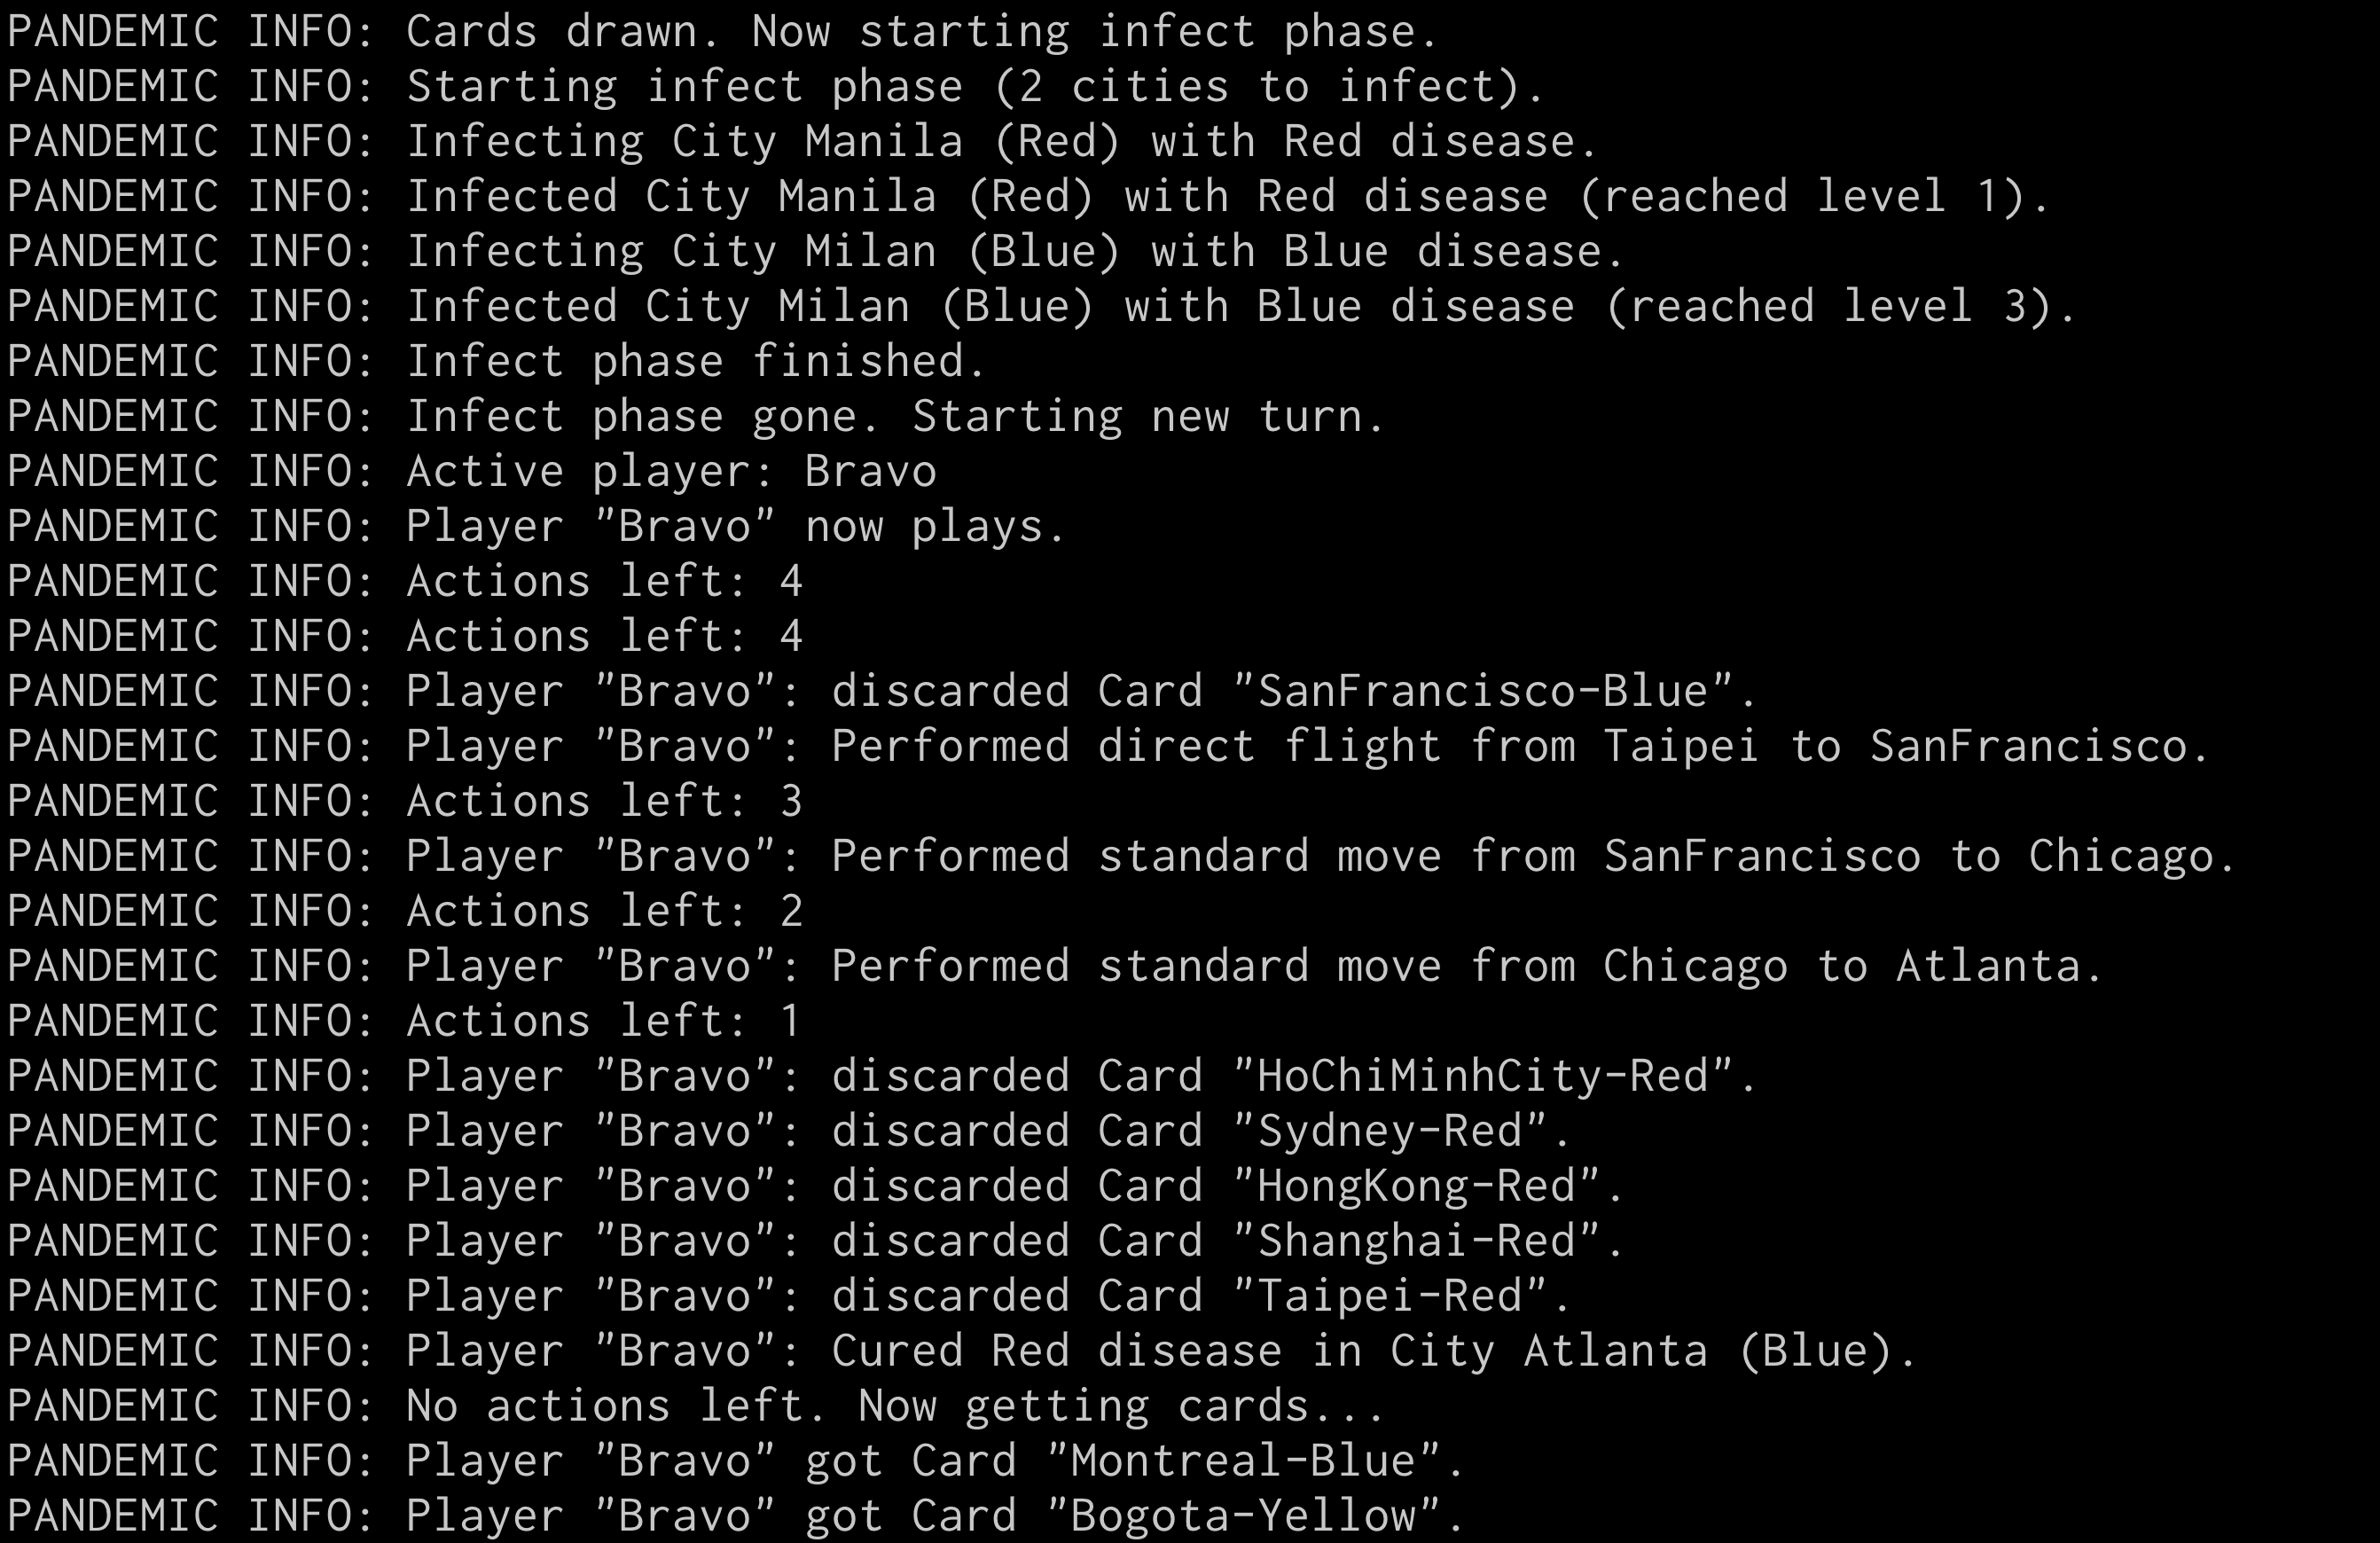 PANDEMIC INFO: Cards drawn. Now starting infect phase.
PANDEMIC INFO: Starting infect phase (2 cities to infect).
PANDEMIC INFO: Infecting City Manila (Red) with Red disease.
PANDEMIC INFO: Infected City Manila (Red) with Red disease (reached level 1).
PANDEMIC INFO: Infecting City Milan (Blue) with Blue disease.
PANDEMIC INFO: Infected City Milan (Blue) with Blue disease (reached level 3).
PANDEMIC INFO: Infect phase finished.
PANDEMIC INFO: Infect phase gone. Starting new turn.
PANDEMIC INFO: Active player: Bravo
PANDEMIC INFO: Player "Bravo" now plays.
PANDEMIC INFO: Actions left: 4
PANDEMIC INFO: Actions left: 4
PANDEMIC INFO: Player "Bravo": discarded Card "SanFrancisco-Blue".
PANDEMIC INFO: Player "Bravo": Performed direct flight from Taipei to SanFrancisco.
PANDEMIC INFO: Actions left: 3
PANDEMIC INFO: Player "Bravo": Performed standard move from SanFrancisco to Chicago.
PANDEMIC INFO: Actions left: 2
PANDEMIC INFO: Player "Bravo": Performed standard move from Chicago to Atlanta.
PANDEMIC INFO: Actions left: 1
PANDEMIC INFO: Player "Bravo": discarded Card "HoChiMinhCity-Red".
PANDEMIC INFO: Player "Bravo": discarded Card "Sydney-Red".
PANDEMIC INFO: Player "Bravo": discarded Card "HongKong-Red".
PANDEMIC INFO: Player "Bravo": discarded Card "Shanghai-Red".
PANDEMIC INFO: Player "Bravo": discarded Card "Taipei-Red".
PANDEMIC INFO: Player "Bravo": Cured Red disease in City Atlanta (Blue).
PANDEMIC INFO: No actions left. Now getting cards...
PANDEMIC INFO: Player "Bravo" got Card "Montreal-Blue".
PANDEMIC INFO: Player "Bravo" got Card "Bogota-Yellow".